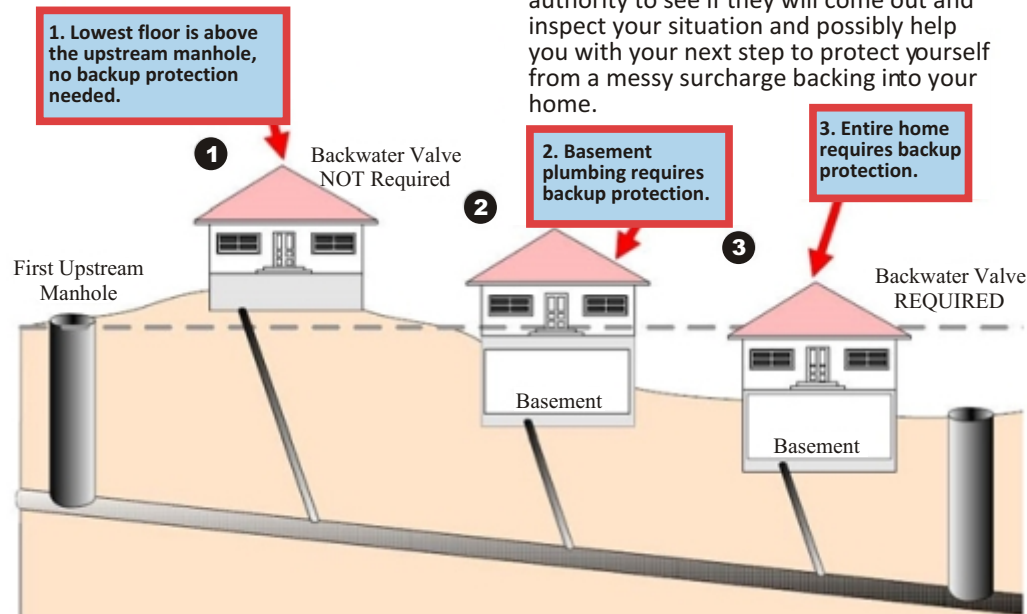 authority to see if they will come out and
inspect your situation and possibly help
you with your next step to protect yourself
from a messy surcharge backing into your
home.
1. Lowest floor is above
the upstream manhole,
no backup protection
needed.
1
Backwater Valve
NOT Required
2
2. Basement
plumbing requires
backup protection.
3
3. Entire home
requires backup
protection.
First Upstream
Manhole
Backwater Valve
REQUIRED
Basement
Basement